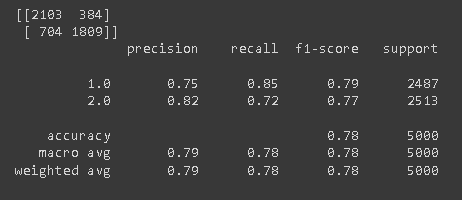 [[2103 384]
[ 704 1809]]
precision recall f1-score support
1.0 0.75 0.85 0.79 2487
2.0 0.82 0.72 0.77 2513
accuracy 0.78 5000
macro avg 0.79 0.78 0.78 5000
weighted avg 0.79 0.78 0.78 5000